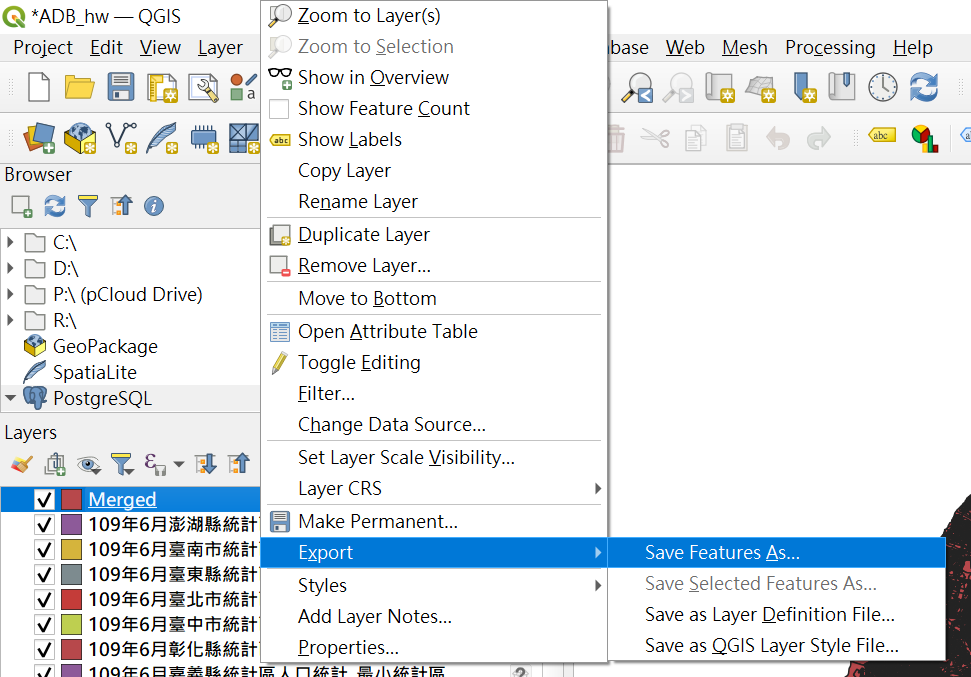 *ADB_hw — QGIS
Project Edit View Layer
base Web Mesh Processing Help
abc
Browser
C:\
D:\
P:\ (pCloud Drive)
R:\
GeoPackage
SpatiaLite
PostgreSQL
Layers
Merged
109年6月澎湖縣統計
109年6月臺南市統計
109年6月臺東縣統計
109年6月臺北市統計
109年6月臺中市統計
109年6月彰化縣統計
109年6月嘉義縣統計區人口統計_最小統計區
Zoom to Layer(s)
Zoom to Selection
Show in Overview
Show Feature Count
abc Show Labels
Copy Layer
Rename Layer
Duplicate Layer
Remove Layer...
Move to Bottom
Open Attribute Table
Toggle Editing
Filter...
Change Data Source...
Set Layer Scale Visibility...
Layer CRS
Make Permanent...
Export
Styles
Add Layer Notes...
Properties...
Save Features As...
Save Selected Features As...
Save as Layer Definition File...
Save as QGIS Layer Style File...